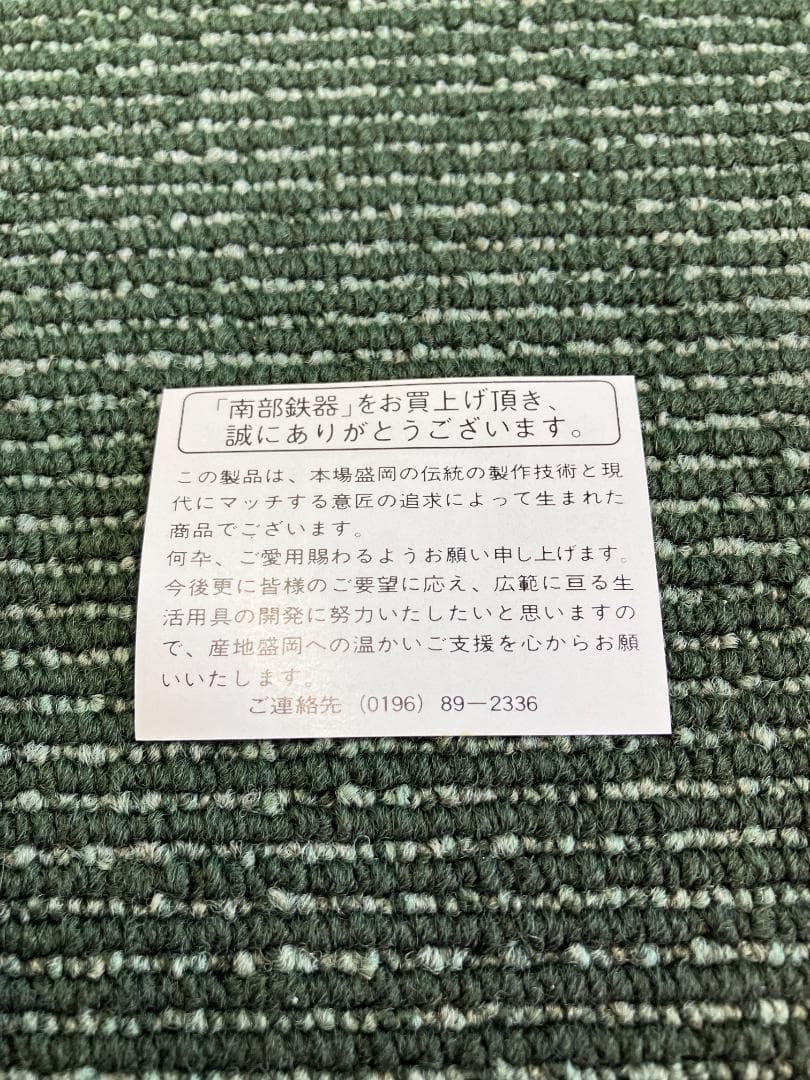 「南部鉄器」をお買上げ頂き、
誠にありがとうございます。
この製品は、本場盛岡の伝統の製作技術と現
代にマッチする意匠の追求によって生まれた
商品でございます。
何卆、ご愛用賜わるようお願い申し上げます。
今後更に皆様のご要望に応え、広範に亘る生
活用具の開発に努力いたしたいと思いますの
で、産地盛岡への温かいご支援を心からお願
いいたします。
ご連絡先（0196）89－2336